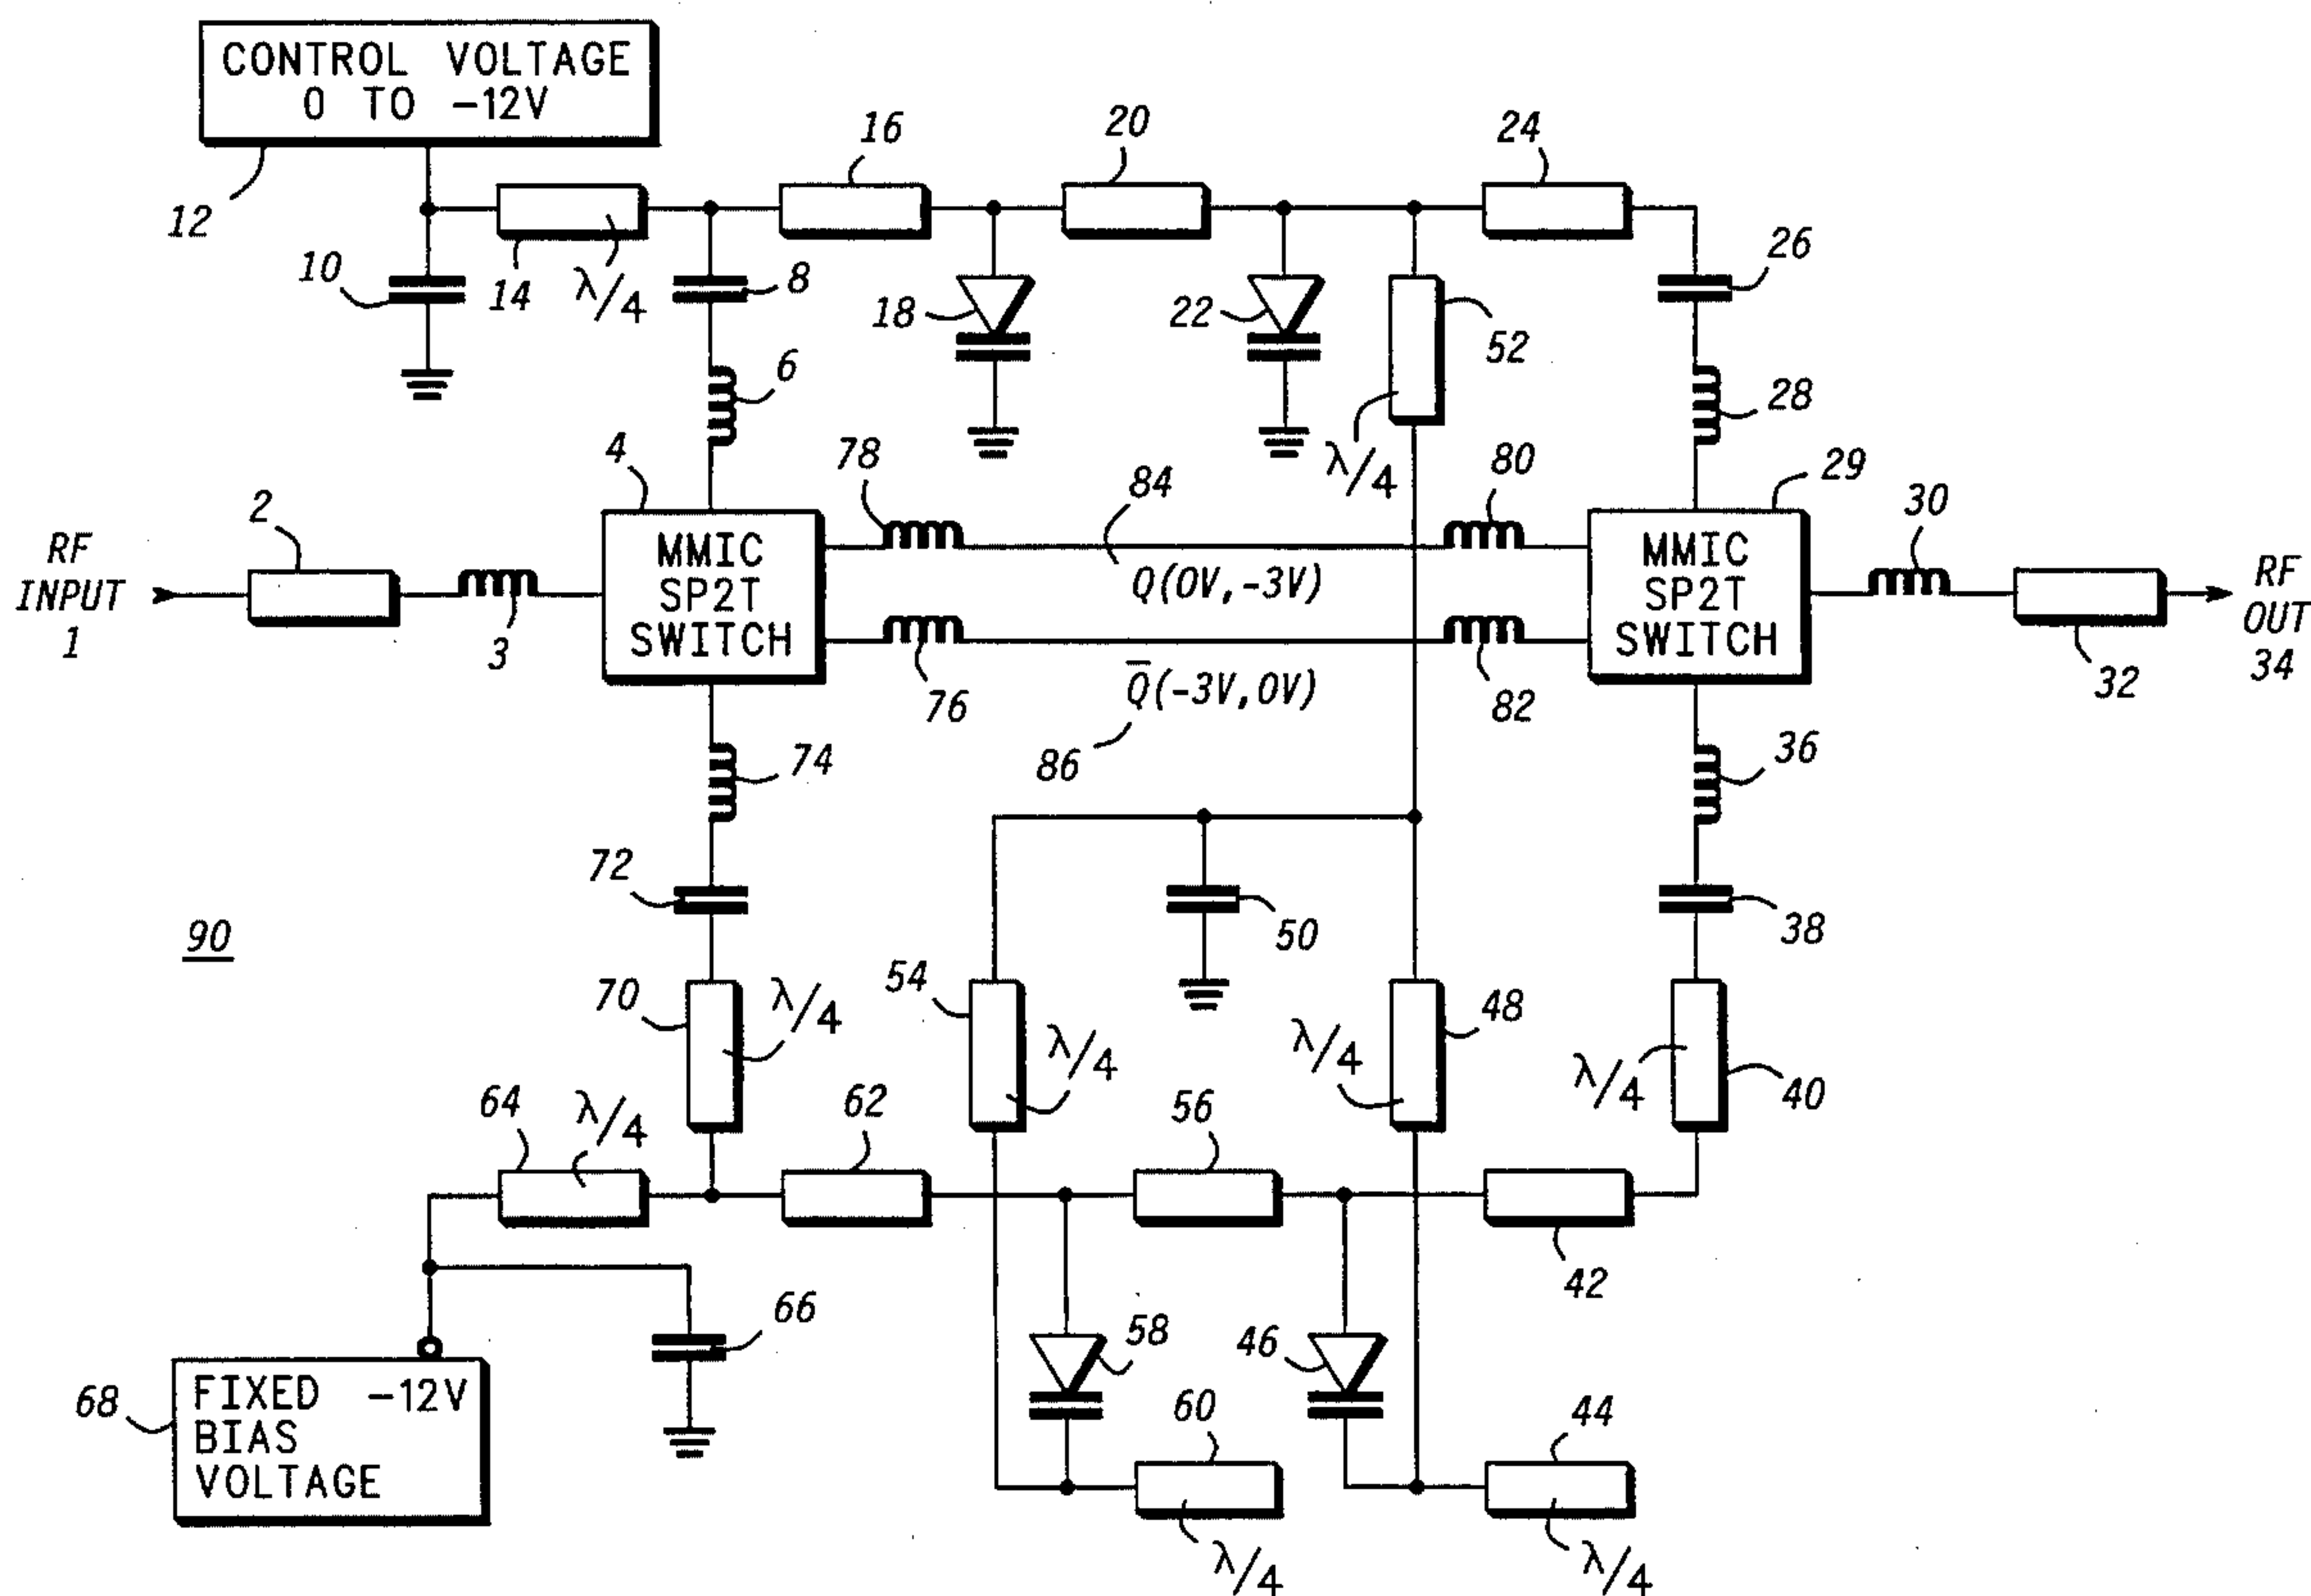 CONTROL VOLTAGE
0 TO -12V
12
10
14
λ/4
16
8
18
20
22
24
52
λ/4
26
28
6
4
78
84
80
29
30
RF
INPUT
1
2
3
MMIC
SP2T
SWITCH
Q(0V,-3V)
76
Q̅(-3V,0V)
86
82
MMIC
SP2T
SWITCH
RF
OUT
34
32
74
36
72
50
38
90
70
λ/4
54
λ/4
λ/4
48
λ/4
40
64
λ/4
62
56
42
66
58
46
68
FIXED -12V
BIAS
VOLTAGE
60
44
λ/4
λ/4